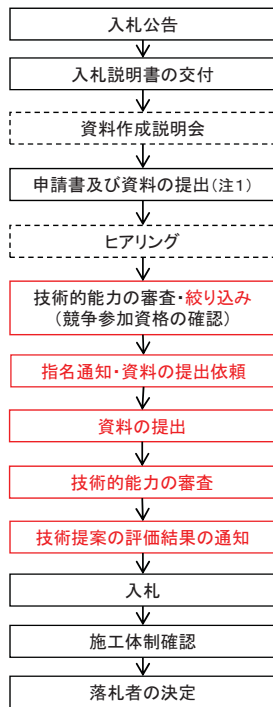 入札公告
入札説明書の交付
資料作成説明会
申請書及び資料の提出(注1)
ヒアリング
技術的能力の審査・絞り込み
(競争参加資格の確認)
指名通知・資料の提出依頼
資料の提出
技術的能力の審査
技術提案の評価結果の通知
入札
施工体制確認
落札者の決定